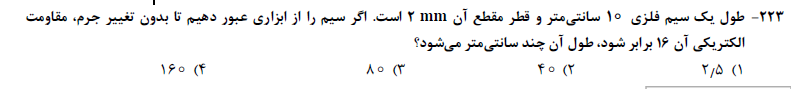 ۲۲۳- طول یک سیم فلزی ۱۰ سانتی‌متر و قطر مقطع آن ۲ mm است. اگر سیم را از ابزاری عبور دهیم تا بدون تغییر جرم، مقاومت
الکتریکی آن ۱۶ برابر شود، طول آن چند سانتی‌متر می‌شود؟
۱) ۲/۵ ۲) ۴۰ ۳) ۸۰ ۴) ۱۶۰